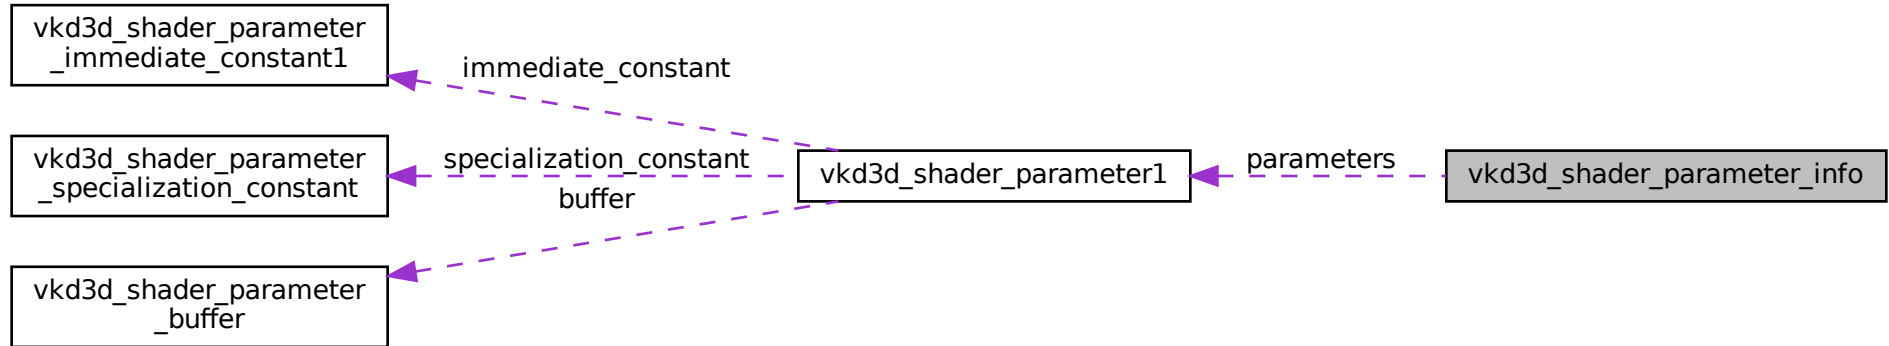 vkd3d_shader_parameter
_immediate_constant1
immediate_constant
vkd3d_shader_parameter
_specialization_constant
specialization_constant
buffer
vkd3d_shader_parameter1
parameters
vkd3d_shader_parameter_info
vkd3d_shader_parameter
_buffer